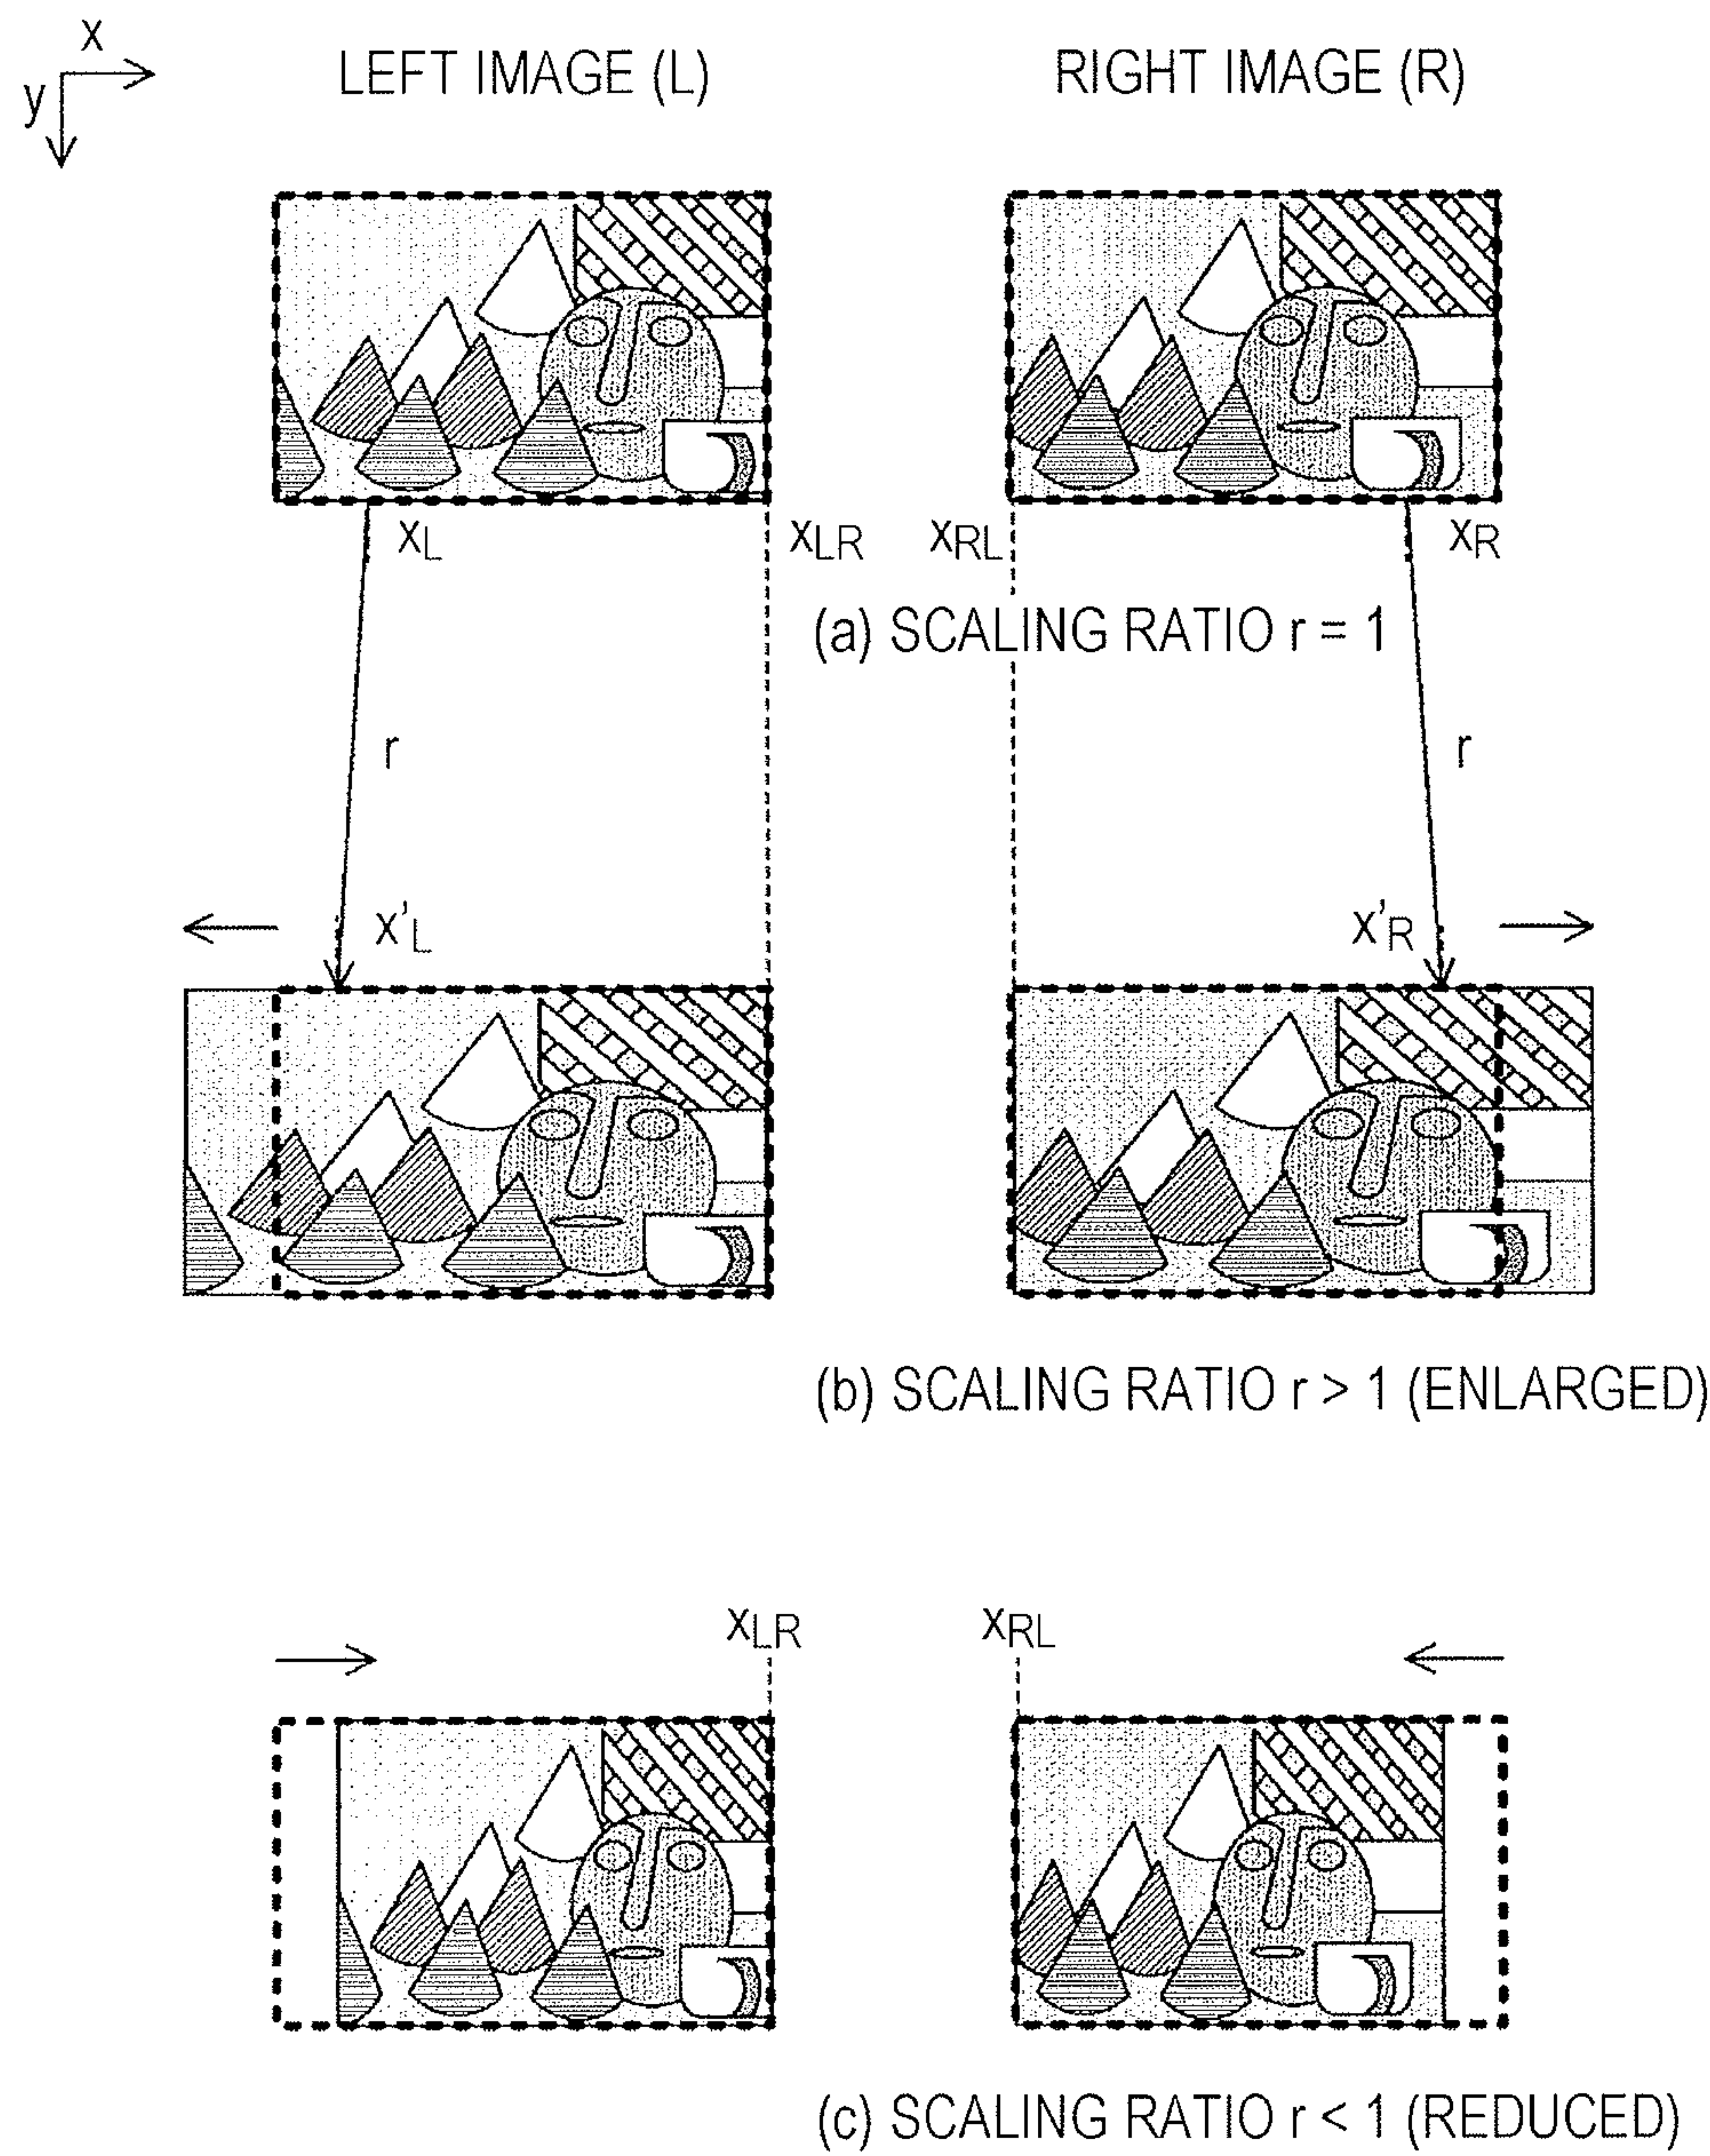 x
y
LEFT IMAGE (L)
RIGHT IMAGE (R)
xL
xLR
xRL
xR
(a) SCALING RATIO r = 1
r
r
x'L
x'R
(b) SCALING RATIO r > 1 (ENLARGED)
xLR
xRL
(c) SCALING RATIO r < 1 (REDUCED)